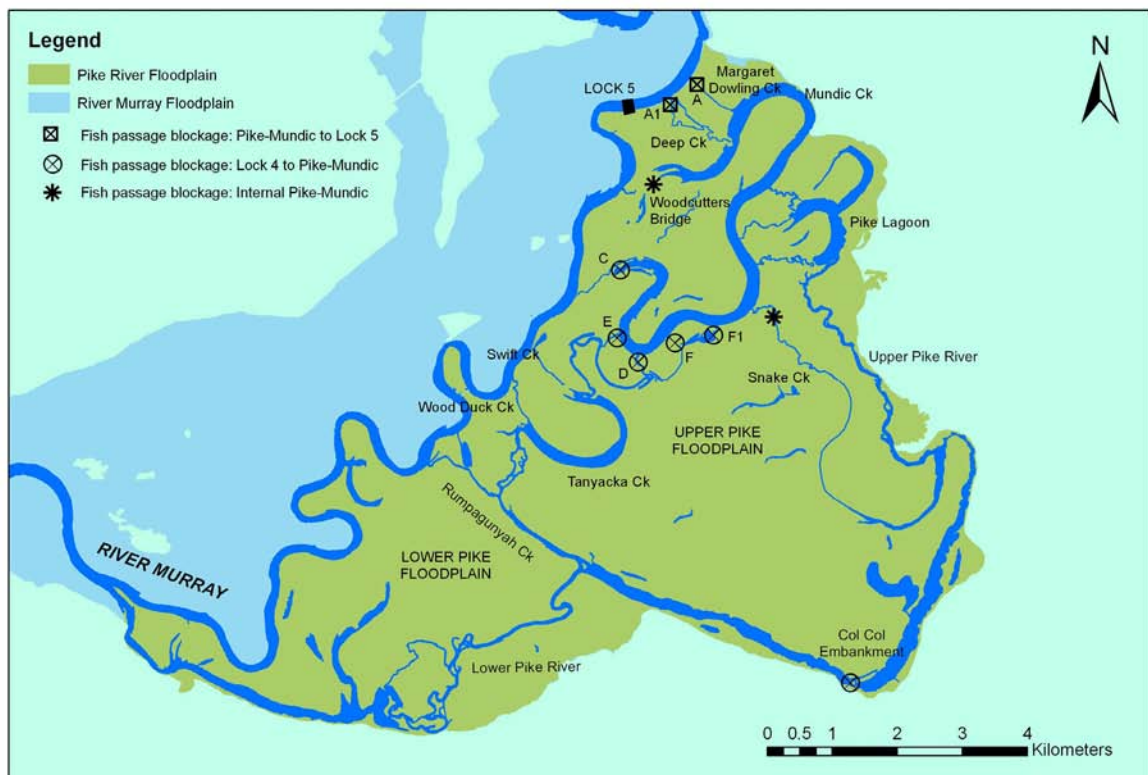 Legend
Pike River Floodplain
River Murray Floodplain
Fish passage blockage: Pike-Mundic to Lock 5
Fish passage blockage: Lock 4 to Pike-Mundic
Fish passage blockage: Internal Pike-Mundic
N
LOCK 5
A
A1
Margaret
Dowling Ck
Mundic Ck
Deep Ck
Woodcutters
Bridge
Pike Lagoon
C
E
D
F
F1
Swift Ck
Snake Ck
Upper Pike River
Wood Duck Ck
UPPER PIKE
FLOODPLAIN
Tanyacka Ck
Rumpagunyah Ck
LOWER PIKE
FLOODPLAIN
RIVER MURRAY
Col Col
Embankment
Lower Pike River
0 0.5 1 2 3 4
Kilometers